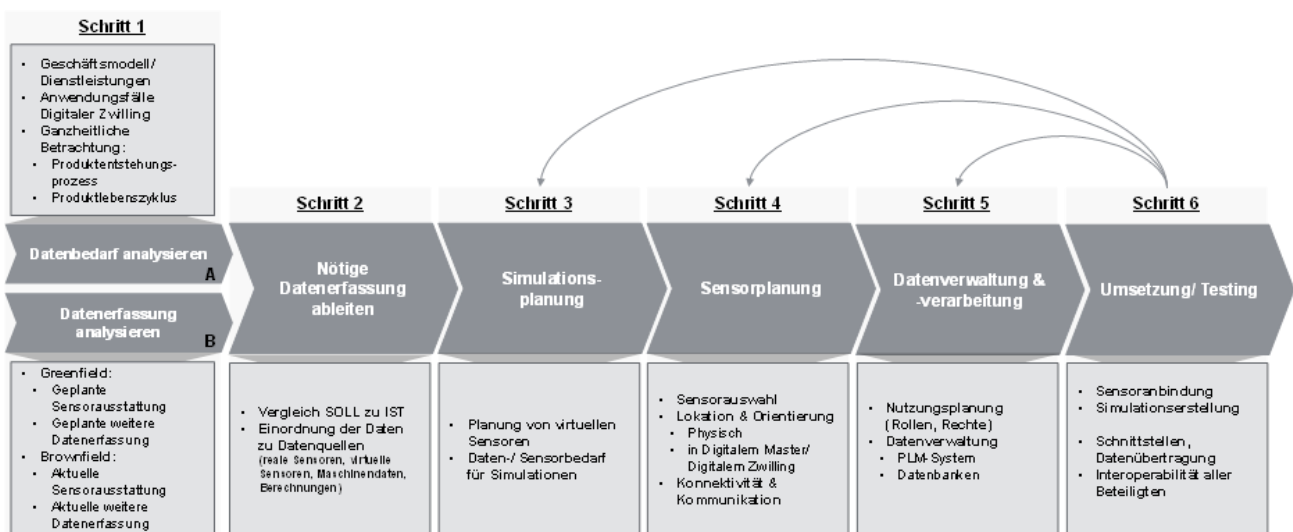 Schritt 1
• Geschäftsmodell/
Dienstleistungen
• Anwendungsfälle
Digitaler Zwilling
• Ganzheitliche
Betrachtung:
• Produktentstehungs-
prozess
• Produktlebenszyklus
Datenbedarf analysieren
A
Datenerfassung
analysieren
B
• Greenfield:
• Geplante
Sensorausstattung
• Geplante weitere
Datenerfassung
• Brownfield:
• Aktuelle
Sensorausstattung
• Aktuelle weitere
Datenerfassung
Schritt 2
Nötige
Datenerfassung
ableiten
• Vergleich SOLL zu IST
• Einordnung der Daten
zu Datenquellen
(reale Sensoren, virtuelle
Sensoren, Maschinendaten,
Berechnungen)
Schritt 3
Simulations-
planung
• Planung von virtuellen
Sensoren
• Daten-/ Sensorbedarf
für Simulationen
Schritt 4
Sensorplanung
• Sensorauswahl
• Lokation & Orientierung
• Physisch
• in Digitalem Master/
Digitalem Zwilling
• Konnektivität &
Kommunikation
Schritt 5
Datenverwaltung &
-verarbeitung
• Nutzungsplanung
(Rollen, Rechte)
• Datenverwaltung
• PLM-System
• Datenbanken
Schritt 6
Umsetzung/ Testing
• Sensoranbindung
• Simulationserstellung
• Schnittstellen,
Datenübertragung
• Interoperabilität aller
Beteiligten